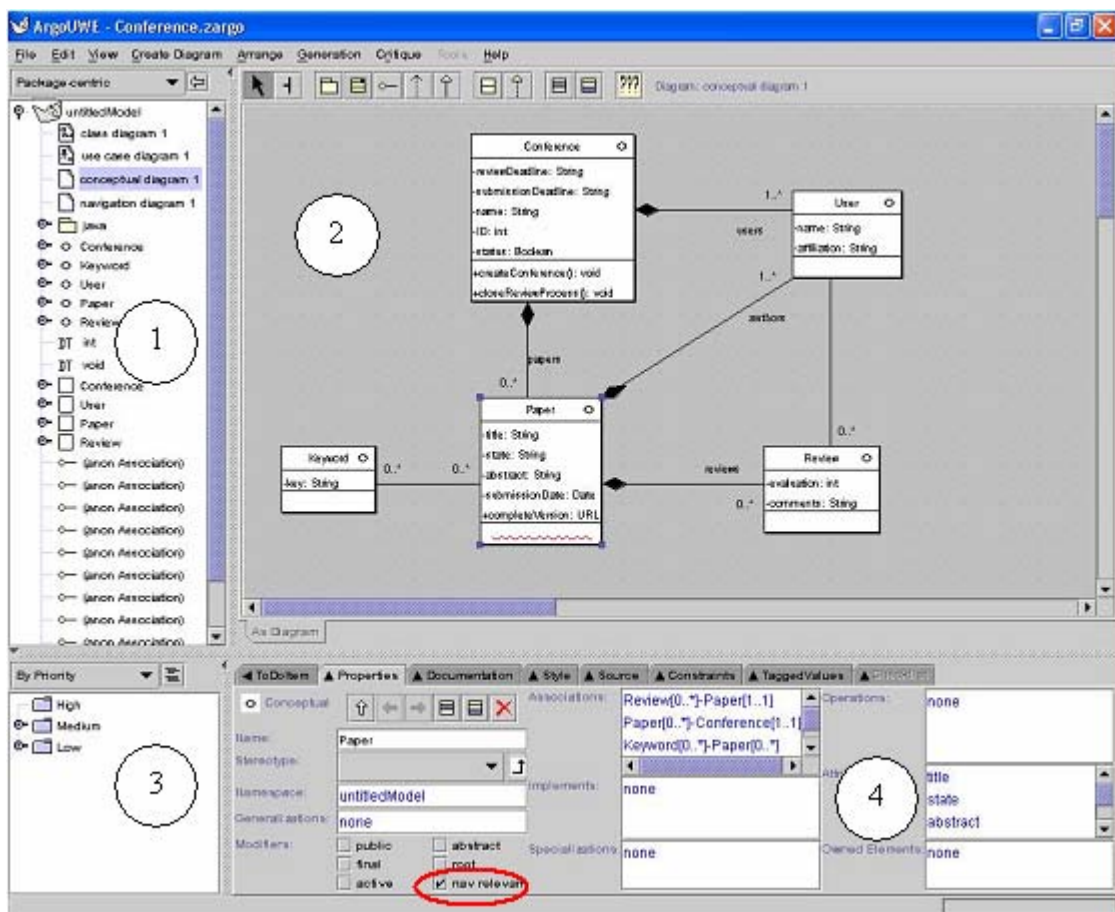 ArgoUWE - Conference.zargo
File Edit View Create Diagram Arrange Generation Critique Tools Help
Package-centric
Diagram: conceptual diagram 1
untitledModel
class diagram 1
use case diagram 1
conceptual diagram 1
navigation diagram 1
java
Conference
Keyword
User
Paper
Review
int
void
Conference
User
Paper
Review
(anon Association)
(anon Association)
(anon Association)
(anon Association)
(anon Association)
(anon Association)
(anon Association)
(anon Association)
(anon Association)
1
2
Conference
-reviewDeadline: String
-submissionDeadline: String
-name: String
-ID: int
-status: Boolean
+createConference(): void
+closeReviewProcess(): void
1..*
users
User
-name: String
-affiliation: String
1..*
authors
papers
0..*
Paper
-title: String
-state: String
-abstract: String
-submissionDate: Date
+completeVersion: URL
Keyword
-key: String
0..*
0..*
reviews
0..*
0..*
Review
-evaluation: int
-comments: String
As Diagram
By Priority
High
Medium
Low
3
ToDoItem Properties Documentation Style Source Constraints TaggedValues
Conceptual
Name: Paper
Stereotype:
Namespace: untitledModel
Generalizations: none
Modifiers:
public abstract
final root
active nav relevan
Associations:
Review[0..*]-Paper[1..1]
Paper[0..*]-Conference[1..1]
Keyword[0..*]-Paper[0..*]
Implements: none
Specializations: none
Operations: none
4
title
state
abstract
Owned Elements: none